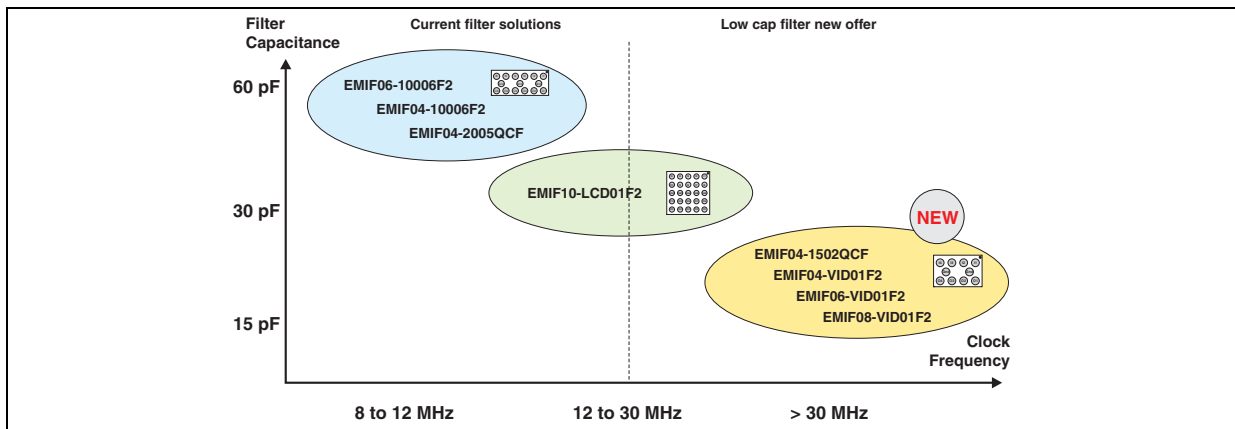 Filter
Capacitance
Current filter solutions
Low cap filter new offer
60 pF
EMIF06-10006F2
EMIF04-10006F2
EMIF04-2005QCF
30 pF
EMIF10-LCD01F2
NEW
EMIF04-1502QCF
EMIF04-VID01F2
EMIF06-VID01F2
EMIF08-VID01F2
15 pF
Clock
Frequency
8 to 12 MHz
12 to 30 MHz
> 30 MHz